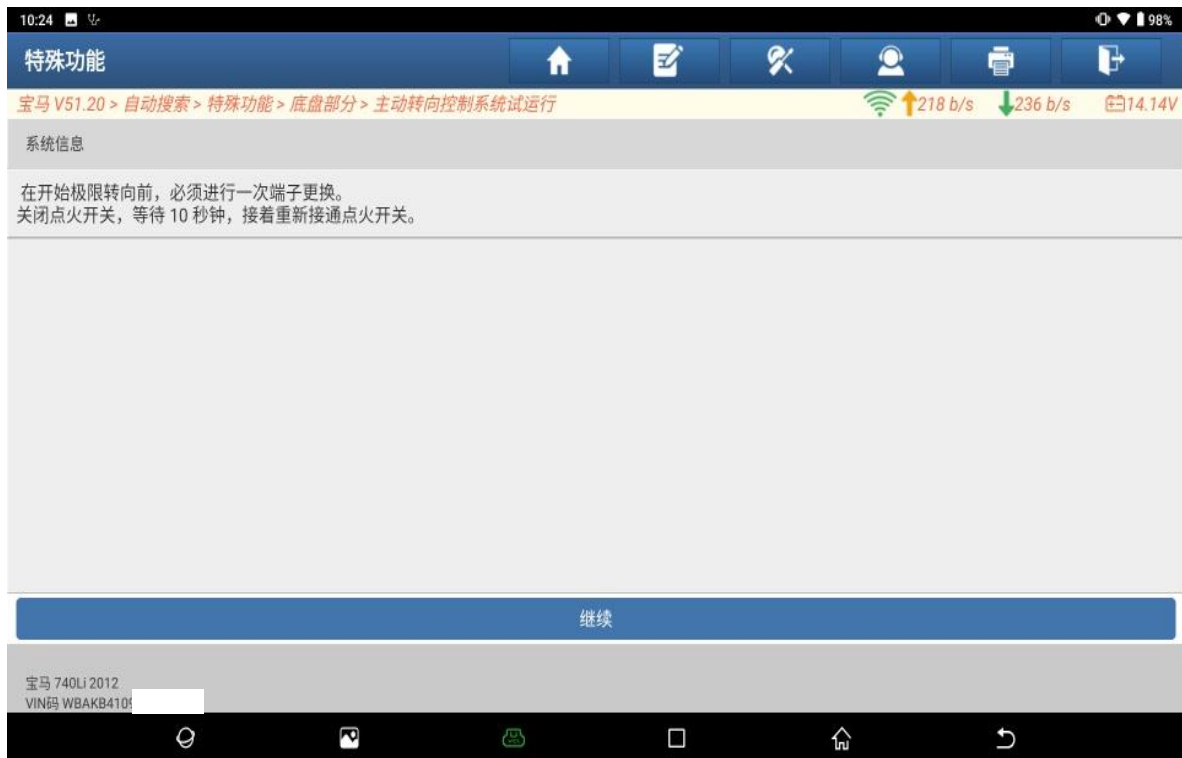 10:24
98%
特殊功能
宝马 V51.20 > 自动搜索 > 特殊功能 > 底盘部分 > 主动转向控制系统试运行
218 b/s
236 b/s
14.14V
系统信息
在开始极限转向前，必须进行一次端子更换。
关闭点火开关，等待 10 秒钟，接着重新接通点火开关。
继续
宝马 740Li 2012
VIN码 WBAKB4109